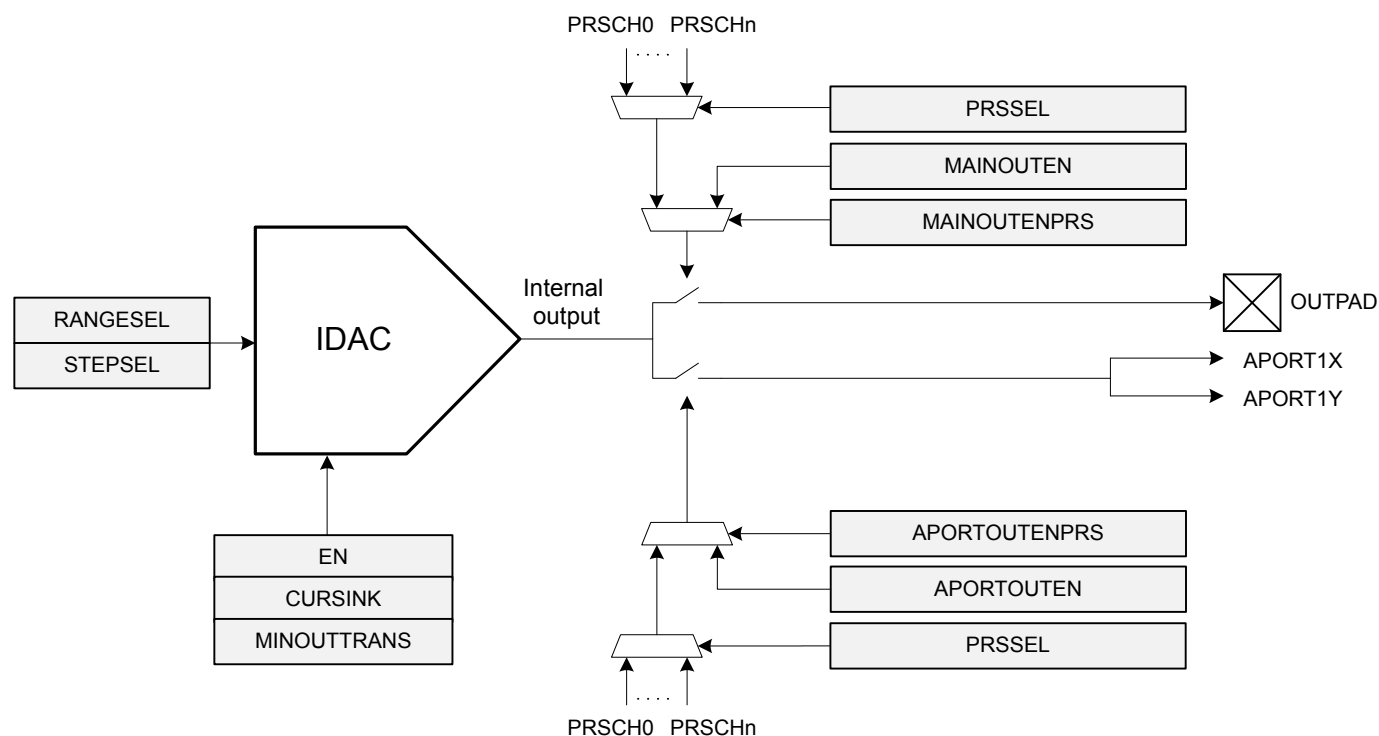 PRSCH0 PRSCHn
. . . .
PRSSEL
MAINOUTEN
MAINOUTENPRS
Internal
output
OUTPAD
RANGESEL
IDAC
STEPSEL
APORT1X
APORT1Y
APORTOUTENPRS
EN
APORTOUTEN
CURSINK
MINOUTTRANS
PRSSEL
. . . .
PRSCH0 PRSCHn